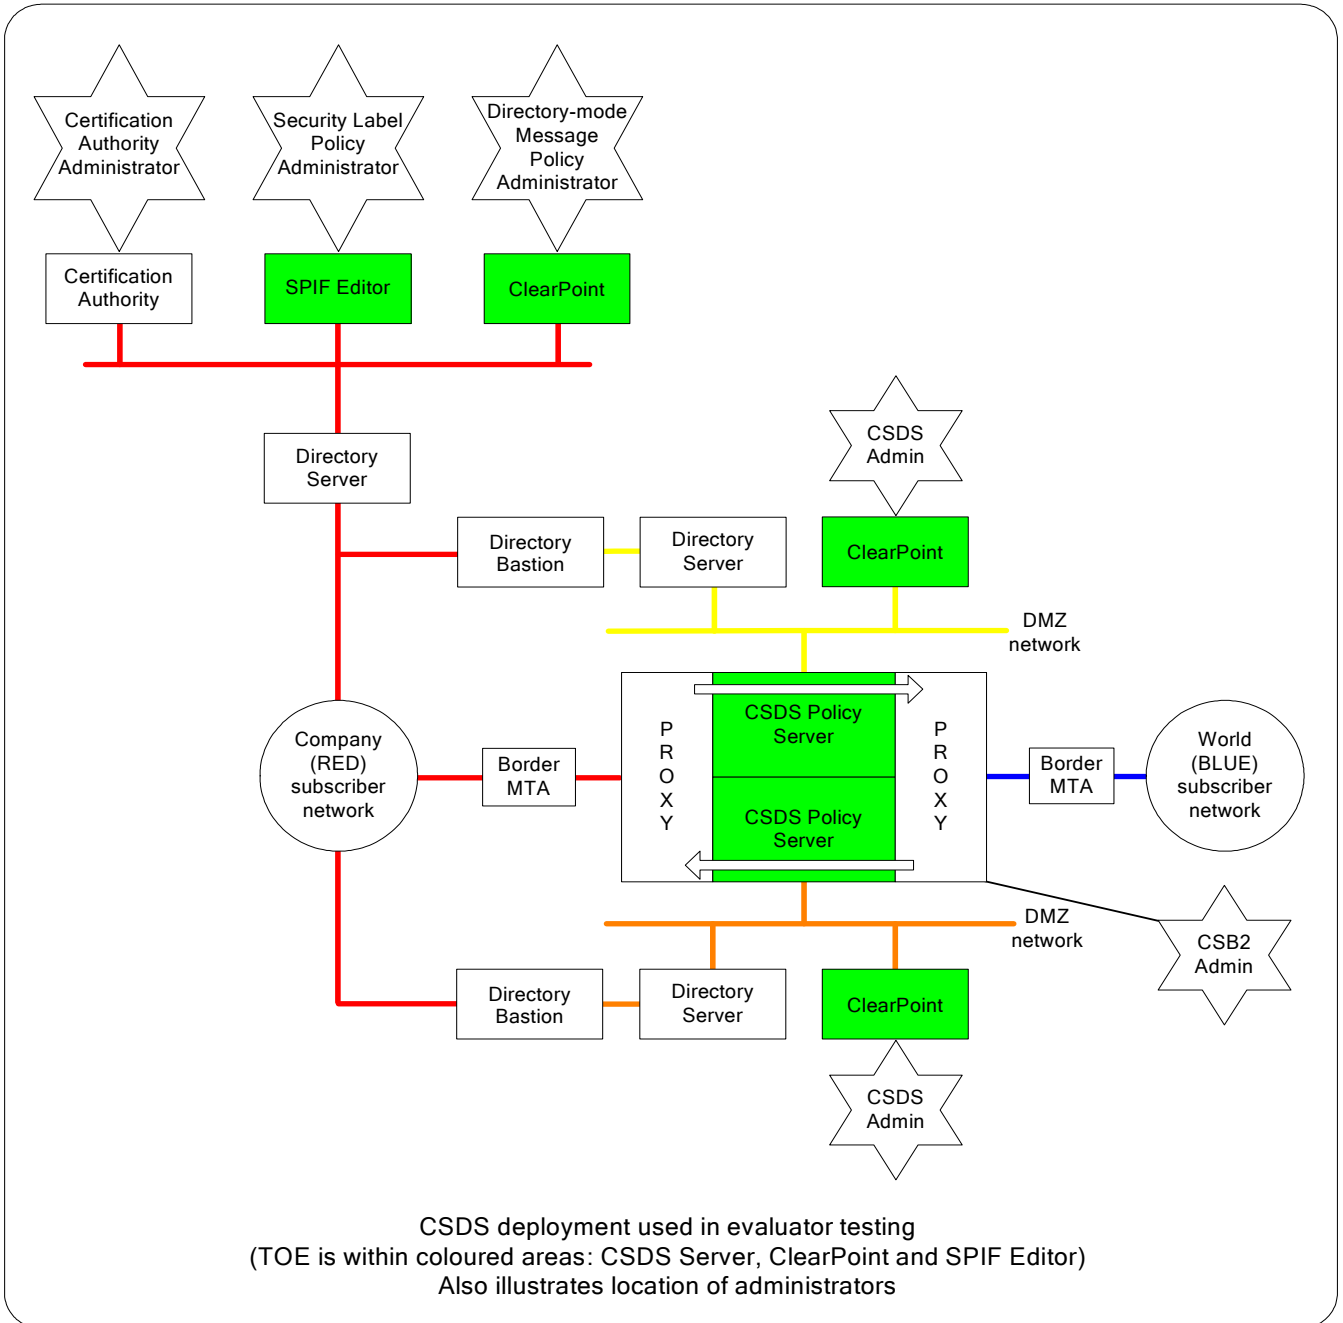 Certification
Authority
Administrator
Security Label
Policy
Administrator
Directory-mode
Message
Policy
Administrator
Certification
Authority
SPIF Editor
ClearPoint
Directory
Server
CSDS
Admin
Directory
Bastion
Directory
Server
ClearPoint
DMZ
network
Company
(RED)
subscriber
network
Border
MTA
PROXY
CSDS Policy
Server
CSDS Policy
Server
PROXY
Border
MTA
World
(BLUE)
subscriber
network
DMZ
network
CSB2
Admin
Directory
Bastion
Directory
Server
ClearPoint
CSDS
Admin
CSDS deployment used in evaluator testing
(TOE is within coloured areas: CSDS Server, ClearPoint and SPIF Editor)
Also illustrates location of administrators